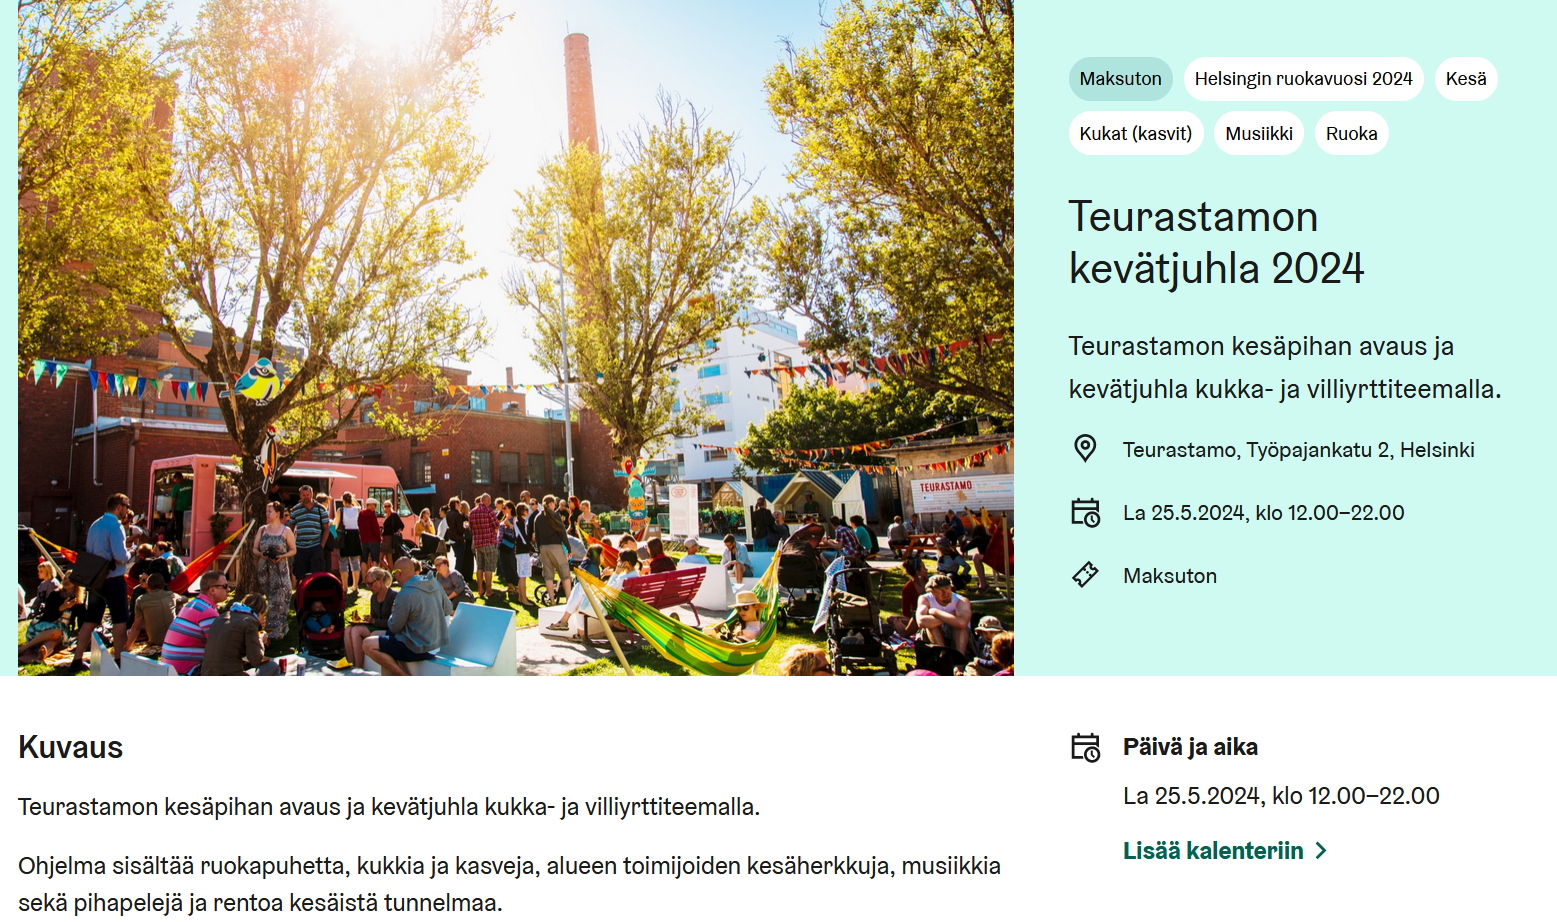 Maksuton
Helsingin ruokavuosi 2024
Kesä
Kukat (kasvit)
Musiikki
Ruoka
Teurastamon
kevätjuhla 2024
Teurastamon kesäpihan avaus ja
kevätjuhla kukka- ja villiyrttiteemalla.
Teurastamo, Työpajankatu 2, Helsinki
La 25.5.2024, klo 12.00–22.00
Maksuton
TEURASTAMO
Kuvaus
Teurastamon kesäpihan avaus ja kevätjuhla kukka- ja villiyrttiteemalla.
Ohjelma sisältää ruokapuhetta, kukkia ja kasveja, alueen toimijoiden kesäherkkuja, musiikkia
sekä pihapelejä ja rentoa kesäistä tunnelmaa.
Päivä ja aika
La 25.5.2024, klo 12.00–22.00
Lisää kalenteriin